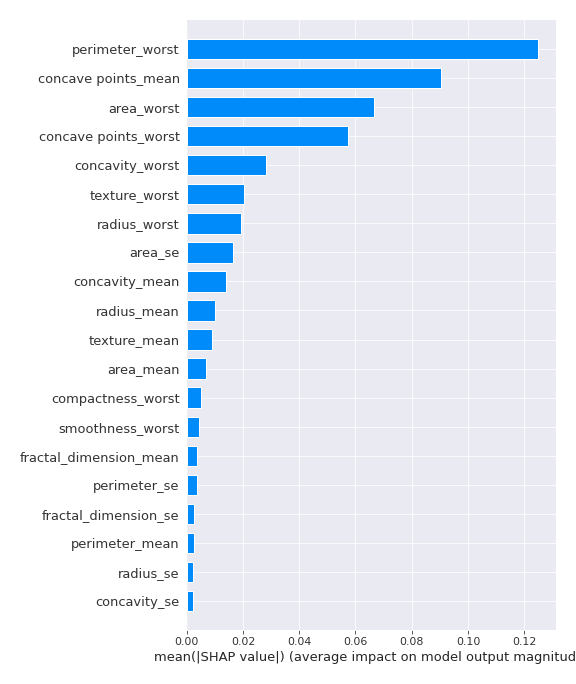 perimeter_worst
concave points_mean
area_worst
concave points_worst
concavity_worst
texture_worst
radius_worst
area_se
concavity_mean
radius_mean
texture_mean
area_mean
compactness_worst
smoothness_worst
fractal_dimension_mean
perimeter_se
fractal_dimension_se
perimeter_mean
radius_se
concavity_se
0.00 0.02 0.04 0.06 0.08 0.10 0.12
mean(|SHAP value|) (average impact on model output magnitud